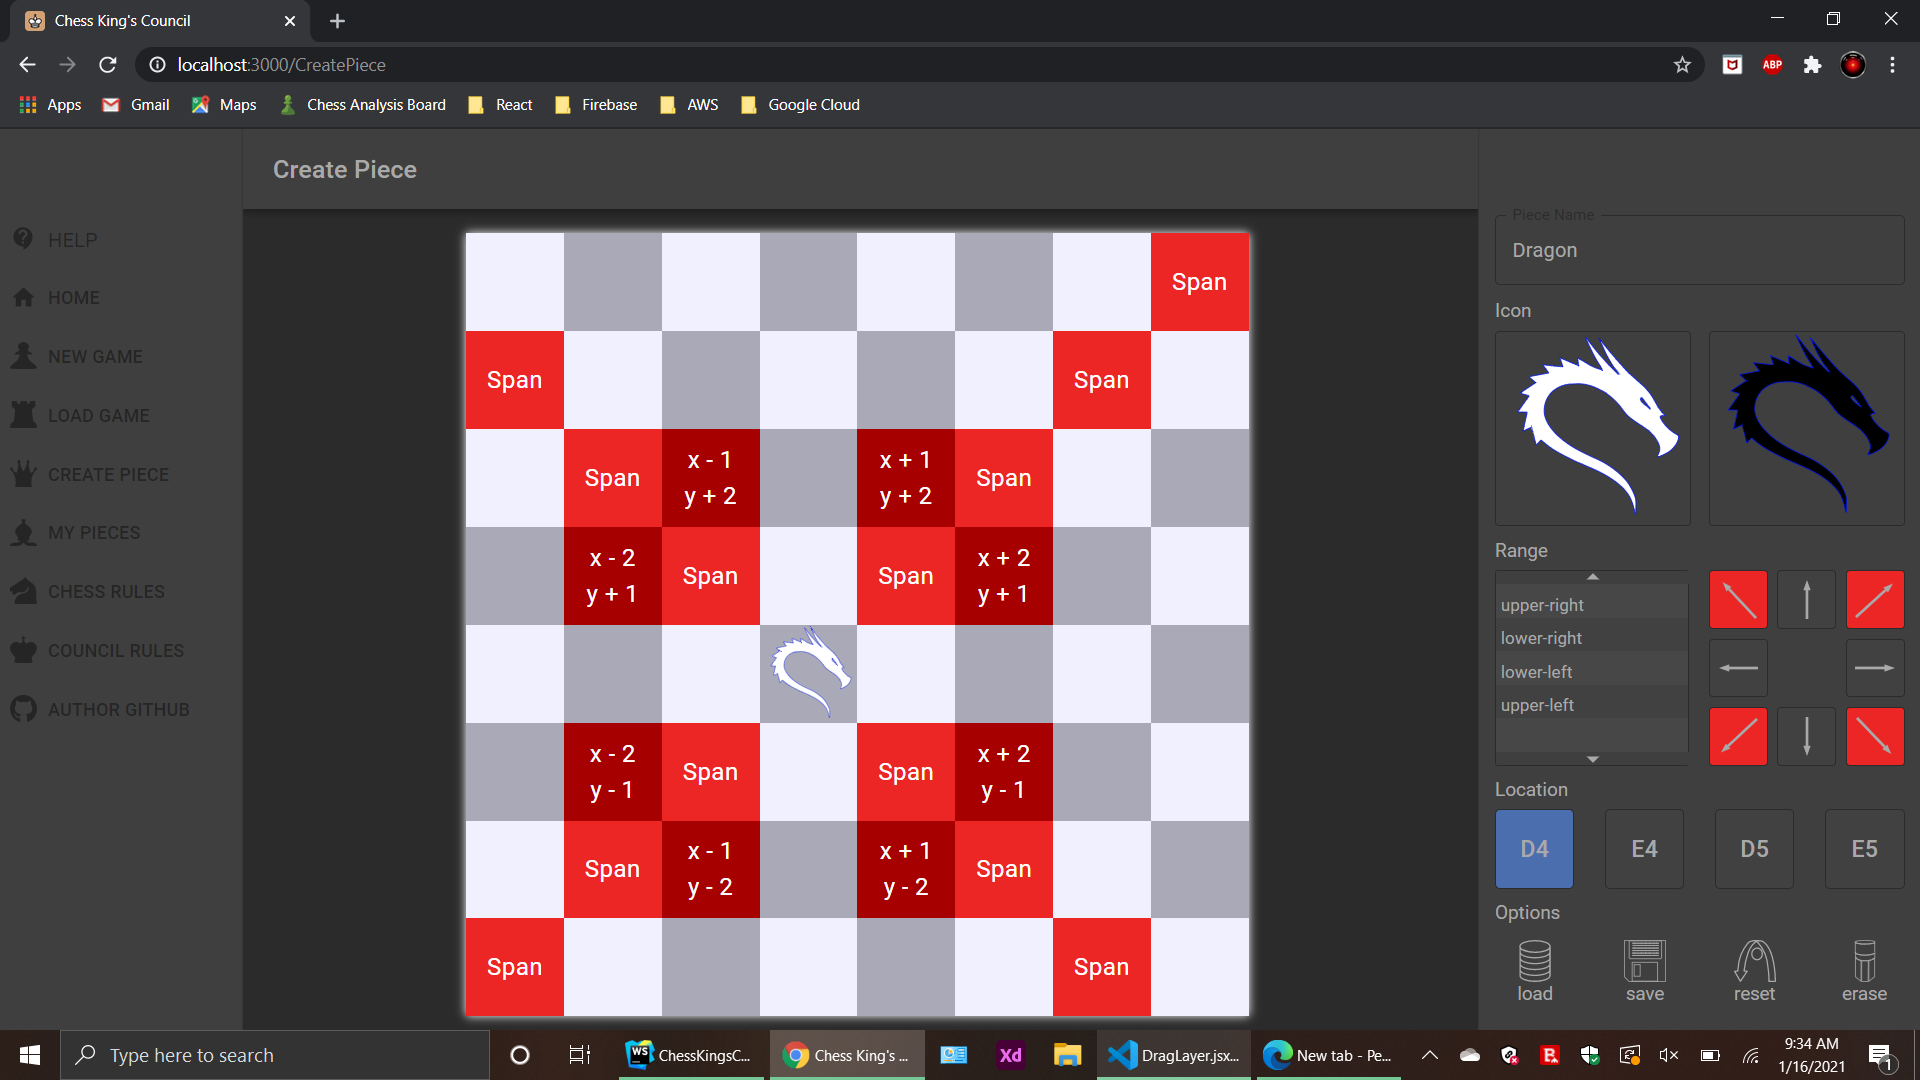 Chess King's Council
localhost:3000/CreatePiece
ABP
Apps
Gmail
Maps
Chess Analysis Board
React
Firebase
AWS
Google Cloud
Create Piece
HELP
HOME
NEW GAME
LOAD GAME
CREATE PIECE
MY PIECES
CHESS RULES
COUNCIL RULES
AUTHOR GITHUB
Span
Span
Span
Span
x - 1
y + 2
x + 1
y + 2
Span
x - 2
y + 1
Span
Span
x + 2
y + 1
x - 2
y - 1
Span
Span
x + 2
y - 1
Span
x - 1
y - 2
x + 1
y - 2
Span
Span
Span
Piece Name
Dragon
Icon
Range
upper-right
lower-right
lower-left
upper-left
Location
D4
E4
D5
E5
Options
load
save
reset
erase
Type here to search
WS
ChessKingsC...
Chess King's ...
Xd
DragLayer.jsx...
New tab - Pe...
9:34 AM
1/16/2021
1